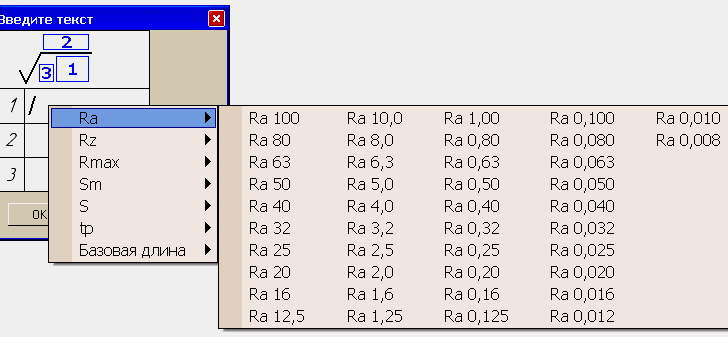 Введите текст
2
3 1
1 /
2
3
OK
Ra
Rz
Rmax
Sm
S
tp
Базовая длина
Ra 100 Ra 10,0 Ra 1,00 Ra 0,100 Ra 0,010
Ra 80 Ra 8,0 Ra 0,80 Ra 0,080 Ra 0,008
Ra 63 Ra 6,3 Ra 0,63 Ra 0,063
Ra 50 Ra 5,0 Ra 0,50 Ra 0,050
Ra 40 Ra 4,0 Ra 0,40 Ra 0,040
Ra 32 Ra 3,2 Ra 0,32 Ra 0,032
Ra 25 Ra 2,5 Ra 0,25 Ra 0,025
Ra 20 Ra 2,0 Ra 0,20 Ra 0,020
Ra 16 Ra 1,6 Ra 0,16 Ra 0,016
Ra 12,5 Ra 1,25 Ra 0,125 Ra 0,012